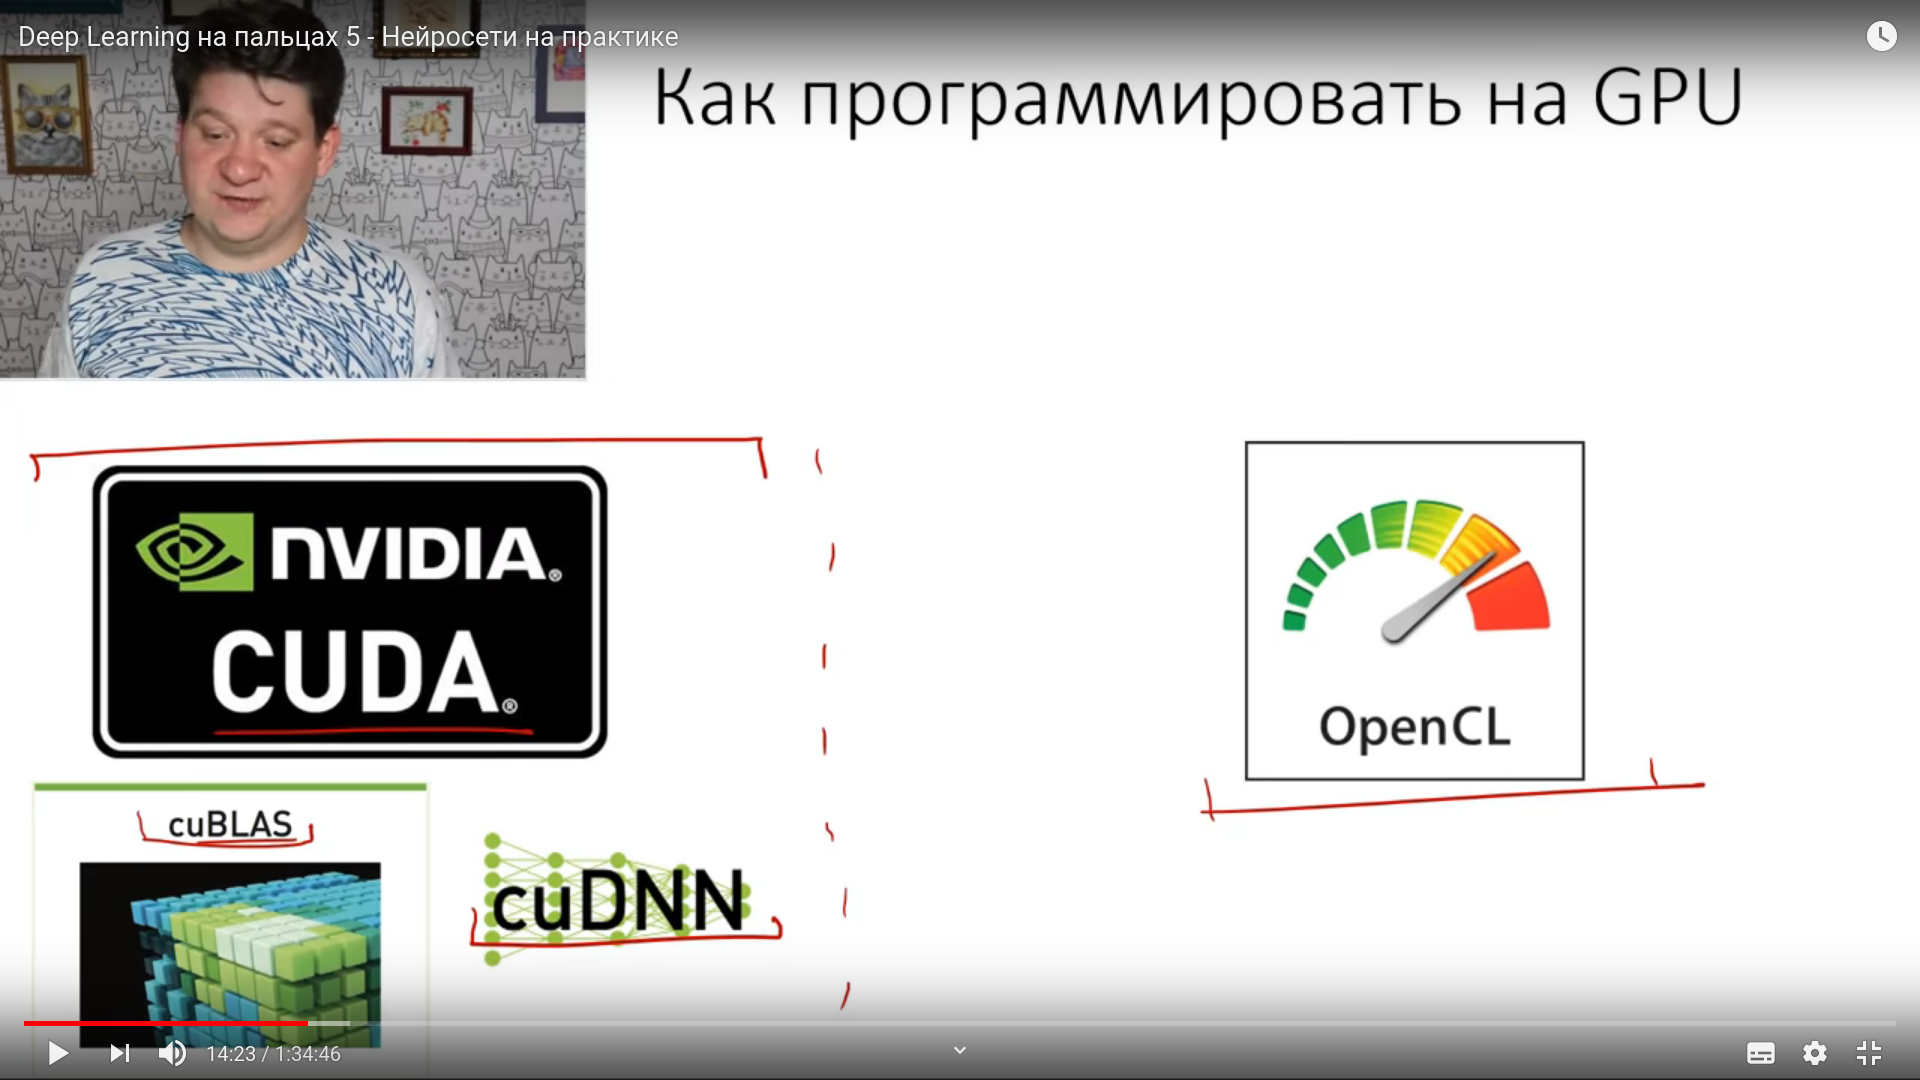 Deep Learning на пальцах 5 - Нейросети на практике
Как программировать на GPU
NVIDIA®
CUDA®
OpenCL
cuBLAS
cuDNN
14:23 / 1:34:46